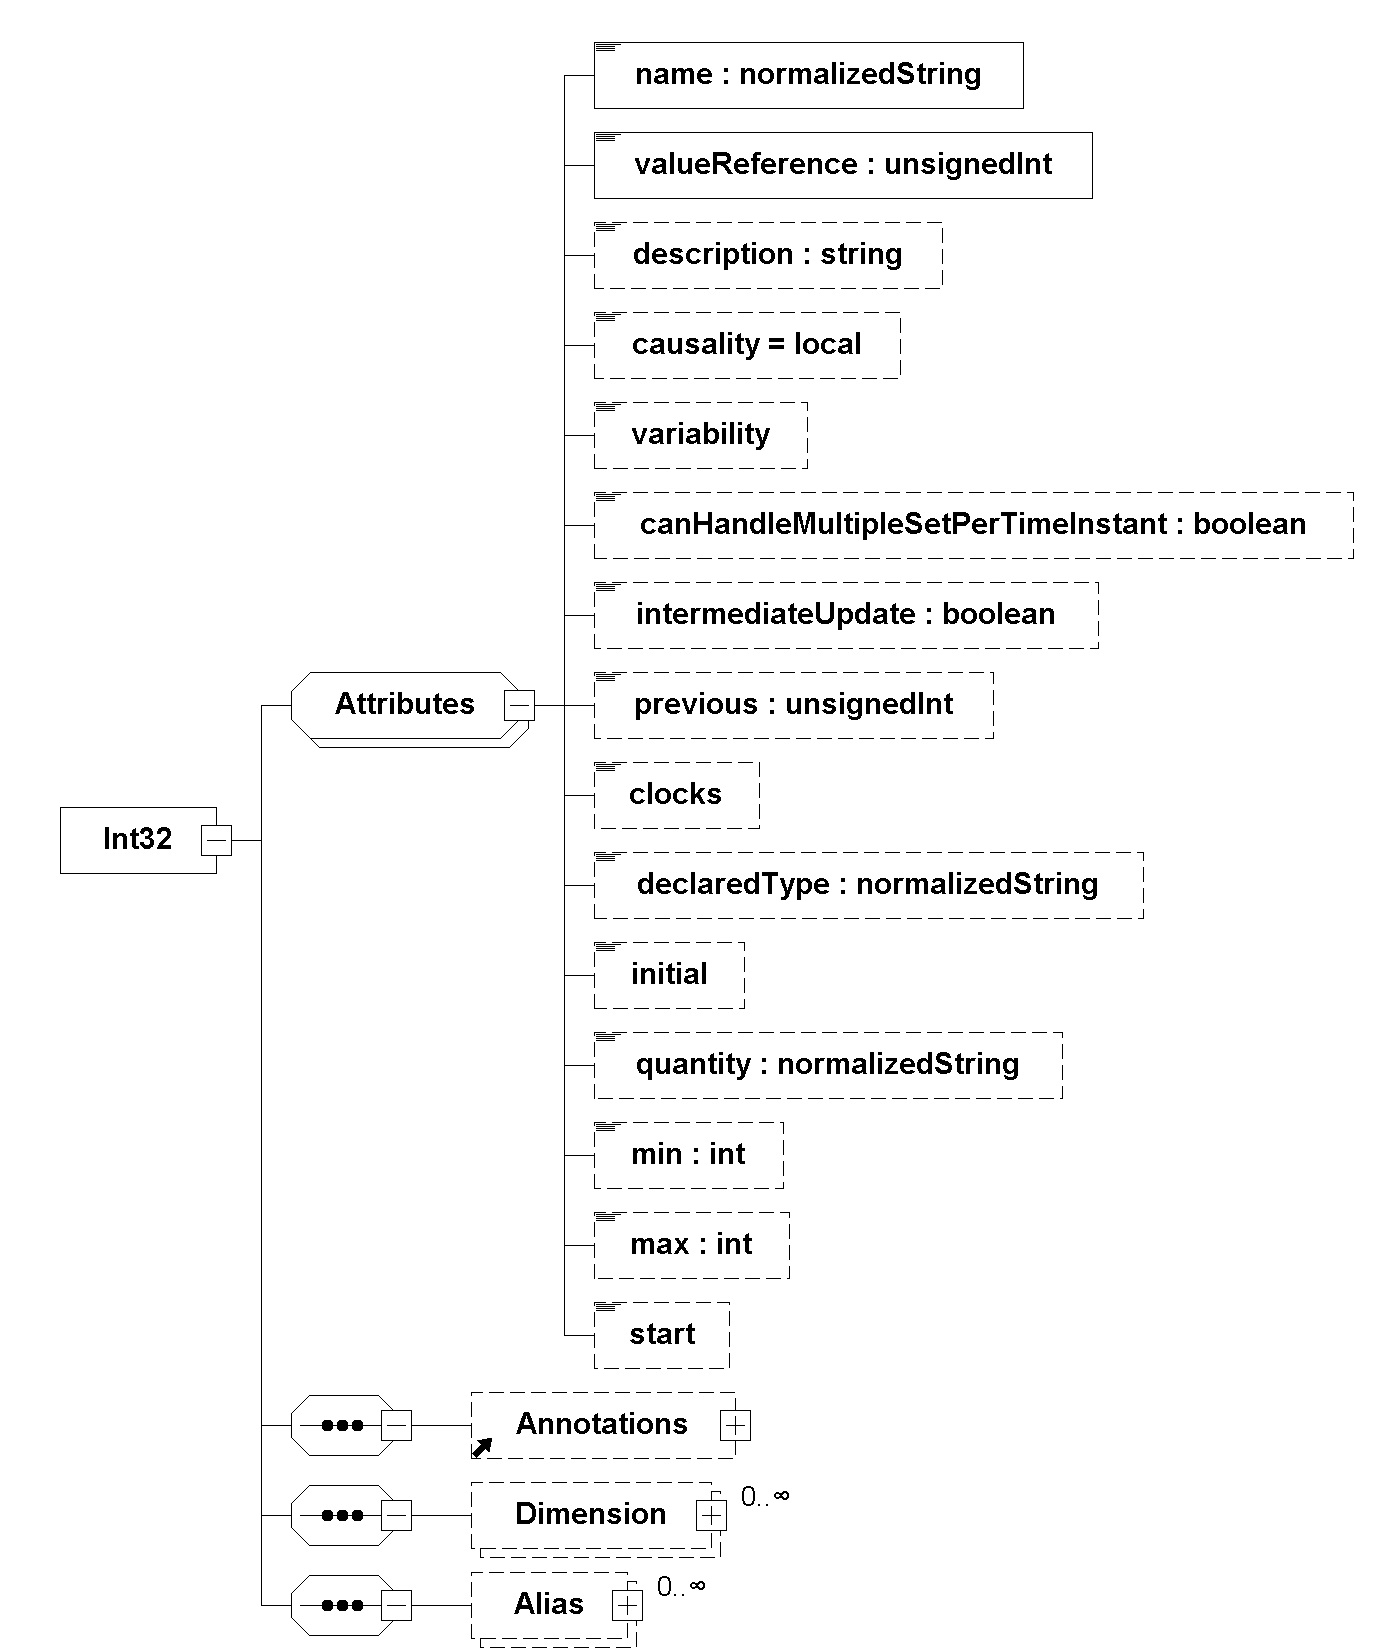 name : normalizedString
valueReference : unsignedInt
description : string
causality = local
variability
canHandleMultipleSetPerTimeInstant : boolean
intermediateUpdate : boolean
Attributes
previous : unsignedInt
clocks
Int32
declaredType : normalizedString
initial
quantity : normalizedString
min : int
max : int
start
Annotations
Dimension 0..∞
Alias 0..∞